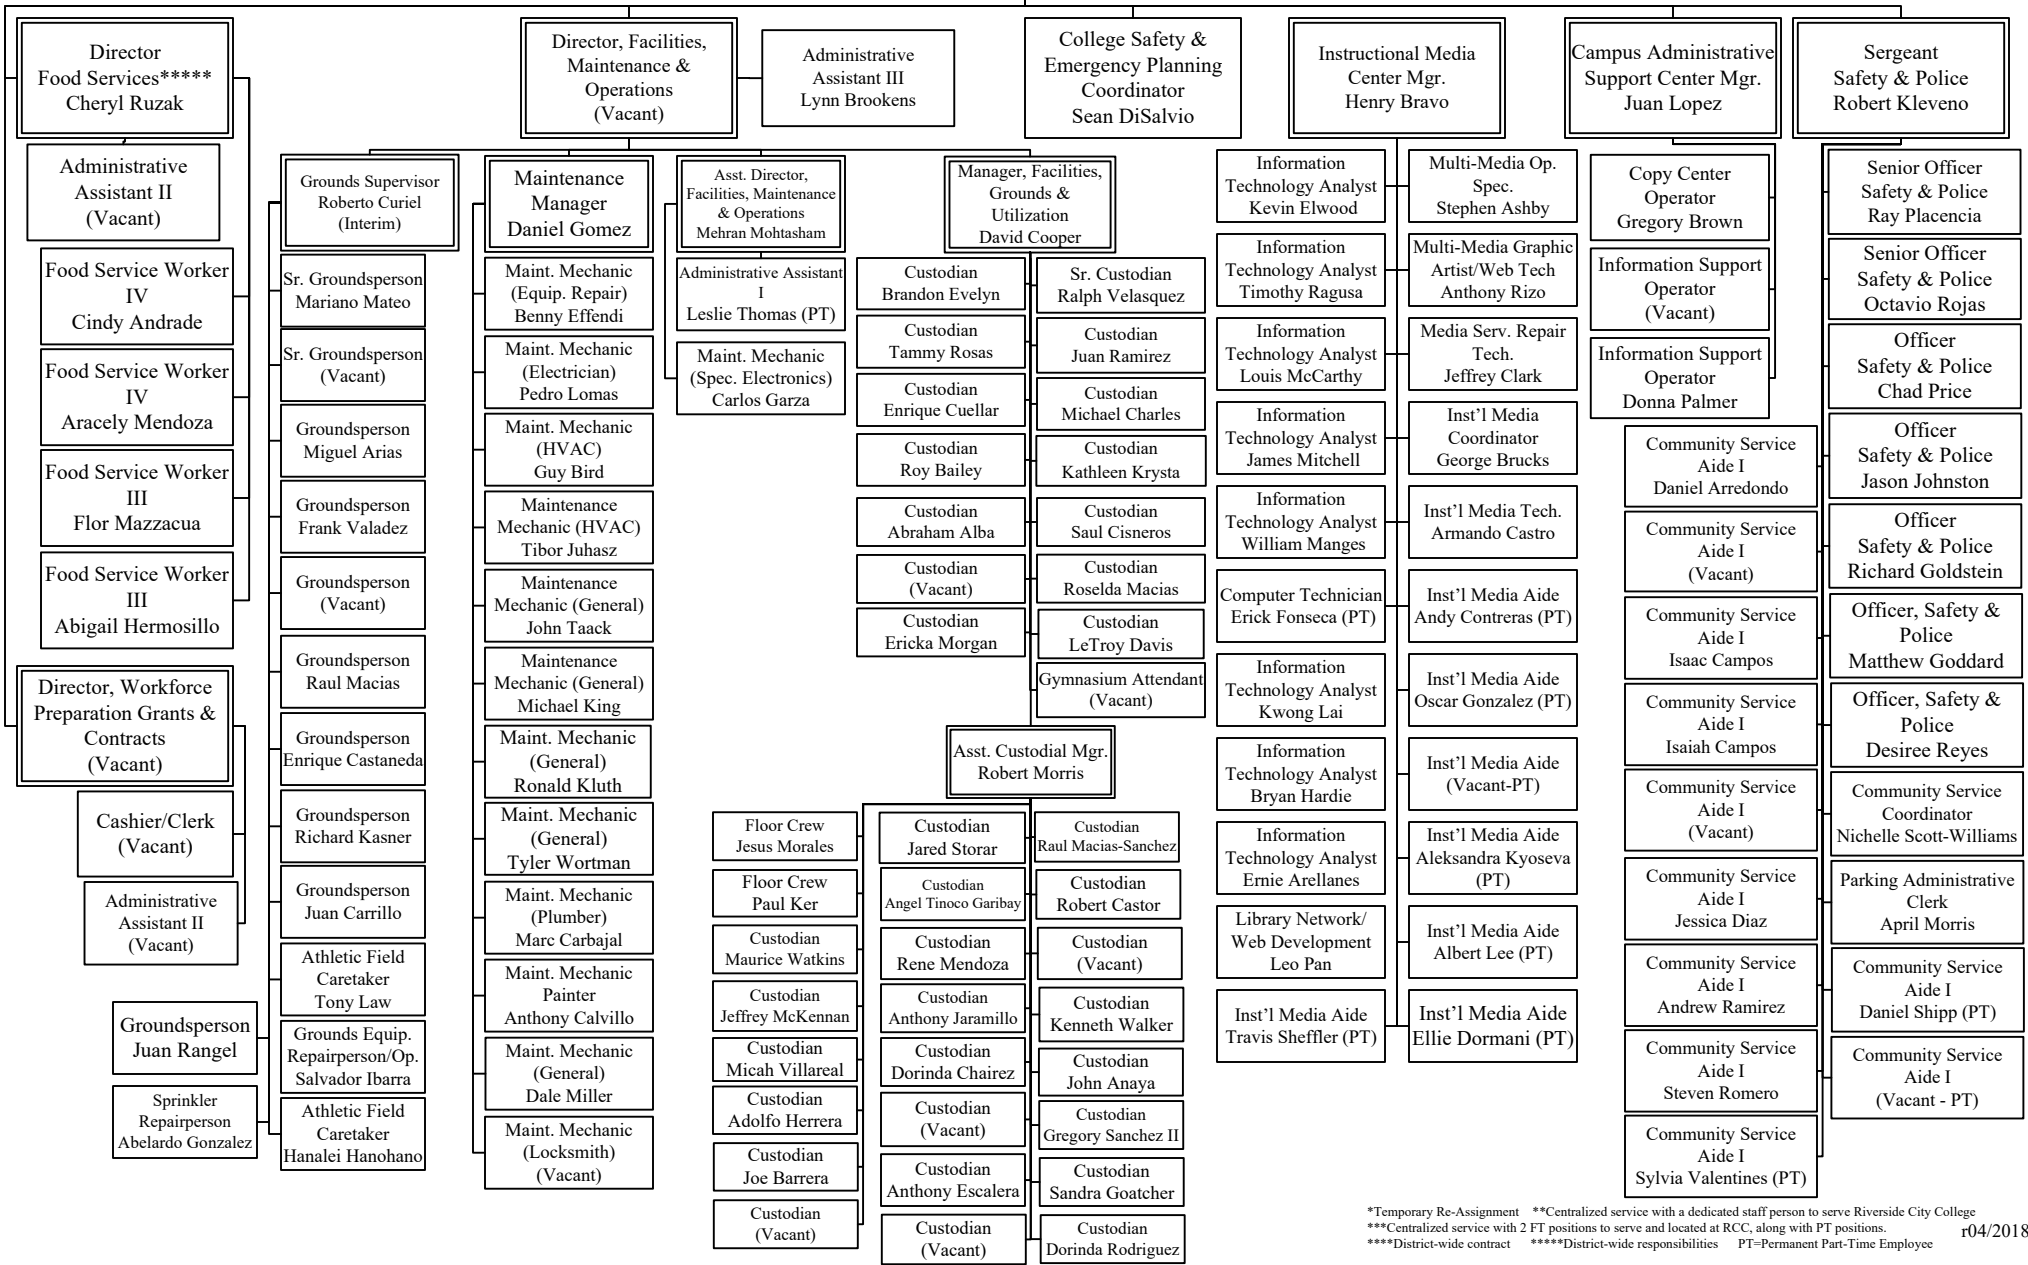 Director
Food Services*****
Cheryl Ruzak
Administrative
Assistant II
(Vacant)
Food Service Worker
IV
Cindy Andrade
Food Service Worker
IV
Aracely Mendoza
Food Service Worker
III
Flor Mazzacua
Food Service Worker
III
Abigail Hermosillo
Director, Workforce
Preparation Grants &
Contracts
(Vacant)
Cashier/Clerk
(Vacant)
Administrative
Assistant II
(Vacant)
Director, Facilities,
Maintenance &
Operations
(Vacant)
Administrative
Assistant III
Lynn Brookens
Grounds Supervisor
Roberto Curiel
(Interim)
Sr. Groundsperson
Mariano Mateo
Sr. Groundsperson
(Vacant)
Groundsperson
Miguel Arias
Groundsperson
Frank Valadez
Groundsperson
(Vacant)
Groundsperson
Raul Macias
Groundsperson
Enrique Castaneda
Groundsperson
Richard Kasner
Groundsperson
Juan Carrillo
Athletic Field
Caretaker
Tony Law
Grounds Equip.
Repairperson/Op.
Salvador Ibarra
Athletic Field
Caretaker
Hanalei Hanohano
Groundsperson
Juan Rangel
Sprinkler
Repairperson
Abelardo Gonzalez
Maintenance
Manager
Daniel Gomez
Maint. Mechanic
(Equip. Repair)
Benny Effendi
Maint. Mechanic
(Electrician)
Pedro Lomas
Maint. Mechanic
(HVAC)
Guy Bird
Maintenance
Mechanic (HVAC)
Tibor Juhasz
Maintenance
Mechanic (General)
John Taack
Maintenance
Mechanic (General)
Michael King
Maint. Mechanic
(General)
Ronald Kluth
Maint. Mechanic
(General)
Tyler Wortman
Maint. Mechanic
(Plumber)
Marc Carbajal
Maint. Mechanic
Painter
Anthony Calvillo
Maint. Mechanic
(General)
Dale Miller
Maint. Mechanic
(Locksmith)
(Vacant)
Asst. Director,
Facilities, Maintenance
& Operations
Mehran Mohtasham
Administrative Assistant
I
Leslie Thomas (PT)
Maint. Mechanic
(Spec. Electronics)
Carlos Garza
Manager, Facilities,
Grounds &
Utilization
David Cooper
Custodian
Brandon Evelyn
Custodian
Tammy Rosas
Custodian
Enrique Cuellar
Custodian
Roy Bailey
Custodian
Abraham Alba
Custodian
(Vacant)
Custodian
Ericka Morgan
Sr. Custodian
Ralph Velasquez
Custodian
Juan Ramirez
Custodian
Michael Charles
Custodian
Kathleen Krysta
Custodian
Saul Cisneros
Custodian
Roselda Macias
Custodian
LeTroy Davis
Gymnasium Attendant
(Vacant)
Asst. Custodial Mgr.
Robert Morris
Floor Crew
Jesus Morales
Floor Crew
Paul Ker
Custodian
Maurice Watkins
Custodian
Jeffrey McKennan
Custodian
Micah Villareal
Custodian
Adolfo Herrera
Custodian
Joe Barrera
Custodian
(Vacant)
Custodian
Jared Storar
Custodian
Angel Tinoco Garibay
Custodian
Rene Mendoza
Custodian
Anthony Jaramillo
Custodian
Dorinda Chairez
Custodian
(Vacant)
Custodian
Anthony Escalera
Custodian
(Vacant)
Custodian
Raul Macias-Sanchez
Custodian
Robert Castor
Custodian
(Vacant)
Custodian
Kenneth Walker
Custodian
John Anaya
Custodian
Gregory Sanchez II
Custodian
Sandra Goatcher
Custodian
Dorinda Rodriguez
College Safety &
Emergency Planning
Coordinator
Sean DiSalvio
Instructional Media
Center Mgr.
Henry Bravo
Information
Technology Analyst
Kevin Elwood
Information
Technology Analyst
Timothy Ragusa
Information
Technology Analyst
Louis McCarthy
Information
Technology Analyst
James Mitchell
Information
Technology Analyst
William Manges
Computer Technician
Erick Fonseca (PT)
Information
Technology Analyst
Kwong Lai
Information
Technology Analyst
Bryan Hardie
Information
Technology Analyst
Ernie Arellanes
Library Network/
Web Development
Leo Pan
Inst’l Media Aide
Travis Sheffler (PT)
Multi-Media Op.
Spec.
Stephen Ashby
Multi-Media Graphic
Artist/Web Tech
Anthony Rizo
Media Serv. Repair
Tech.
Jeffrey Clark
Inst’l Media
Coordinator
George Brucks
Inst’l Media Tech.
Armando Castro
Inst’l Media Aide
Andy Contreras (PT)
Inst’l Media Aide
Oscar Gonzalez (PT)
Inst’l Media Aide
(Vacant-PT)
Inst’l Media Aide
Aleksandra Kyoseva
(PT)
Inst’l Media Aide
Albert Lee (PT)
Inst’l Media Aide
Ellie Dormani (PT)
Campus Administrative
Support Center Mgr.
Juan Lopez
Copy Center
Operator
Gregory Brown
Information Support
Operator
(Vacant)
Information Support
Operator
Donna Palmer
Sergeant
Safety & Police
Robert Kleveno
Senior Officer
Safety & Police
Ray Placencia
Senior Officer
Safety & Police
Octavio Rojas
Officer
Safety & Police
Chad Price
Officer
Safety & Police
Jason Johnston
Officer
Safety & Police
Richard Goldstein
Officer, Safety &
Police
Matthew Goddard
Officer, Safety &
Police
Desiree Reyes
Community Service
Coordinator
Nichelle Scott-Williams
Parking Administrative
Clerk
April Morris
Community Service
Aide I
Daniel Shipp (PT)
Community Service
Aide I
(Vacant - PT)
Community Service
Aide I
Daniel Arredondo
Community Service
Aide I
(Vacant)
Community Service
Aide I
Isaac Campos
Community Service
Aide I
Isaiah Campos
Community Service
Aide I
(Vacant)
Community Service
Aide I
Jessica Diaz
Community Service
Aide I
Andrew Ramirez
Community Service
Aide I
Steven Romero
Community Service
Aide I
Sylvia Valentines (PT)
*Temporary Re-Assignment **Centralized service with a dedicated staff person to serve Riverside City College
***Centralized service with 2 FT positions to serve and located at RCC, along with PT positions.
****District-wide contract *****District-wide responsibilities PT=Permanent Part-Time Employee
r04/2018